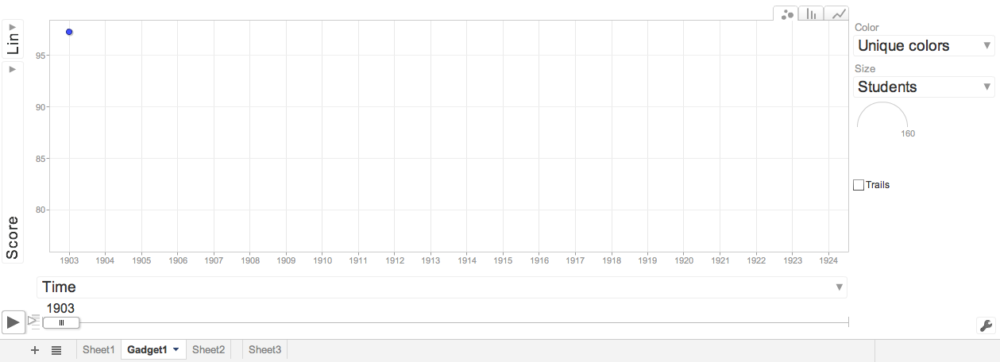 Lin
Score
95
90
85
80
1903 1904 1905 1906 1907 1908 1909 1910 1911 1912 1913 1914 1915 1916 1917 1918 1919 1920 1921 1922 1923 1924
Time
1903
Color
Unique colors
Size
Students
160
Trails
Sheet1 Gadget1 Sheet2 Sheet3